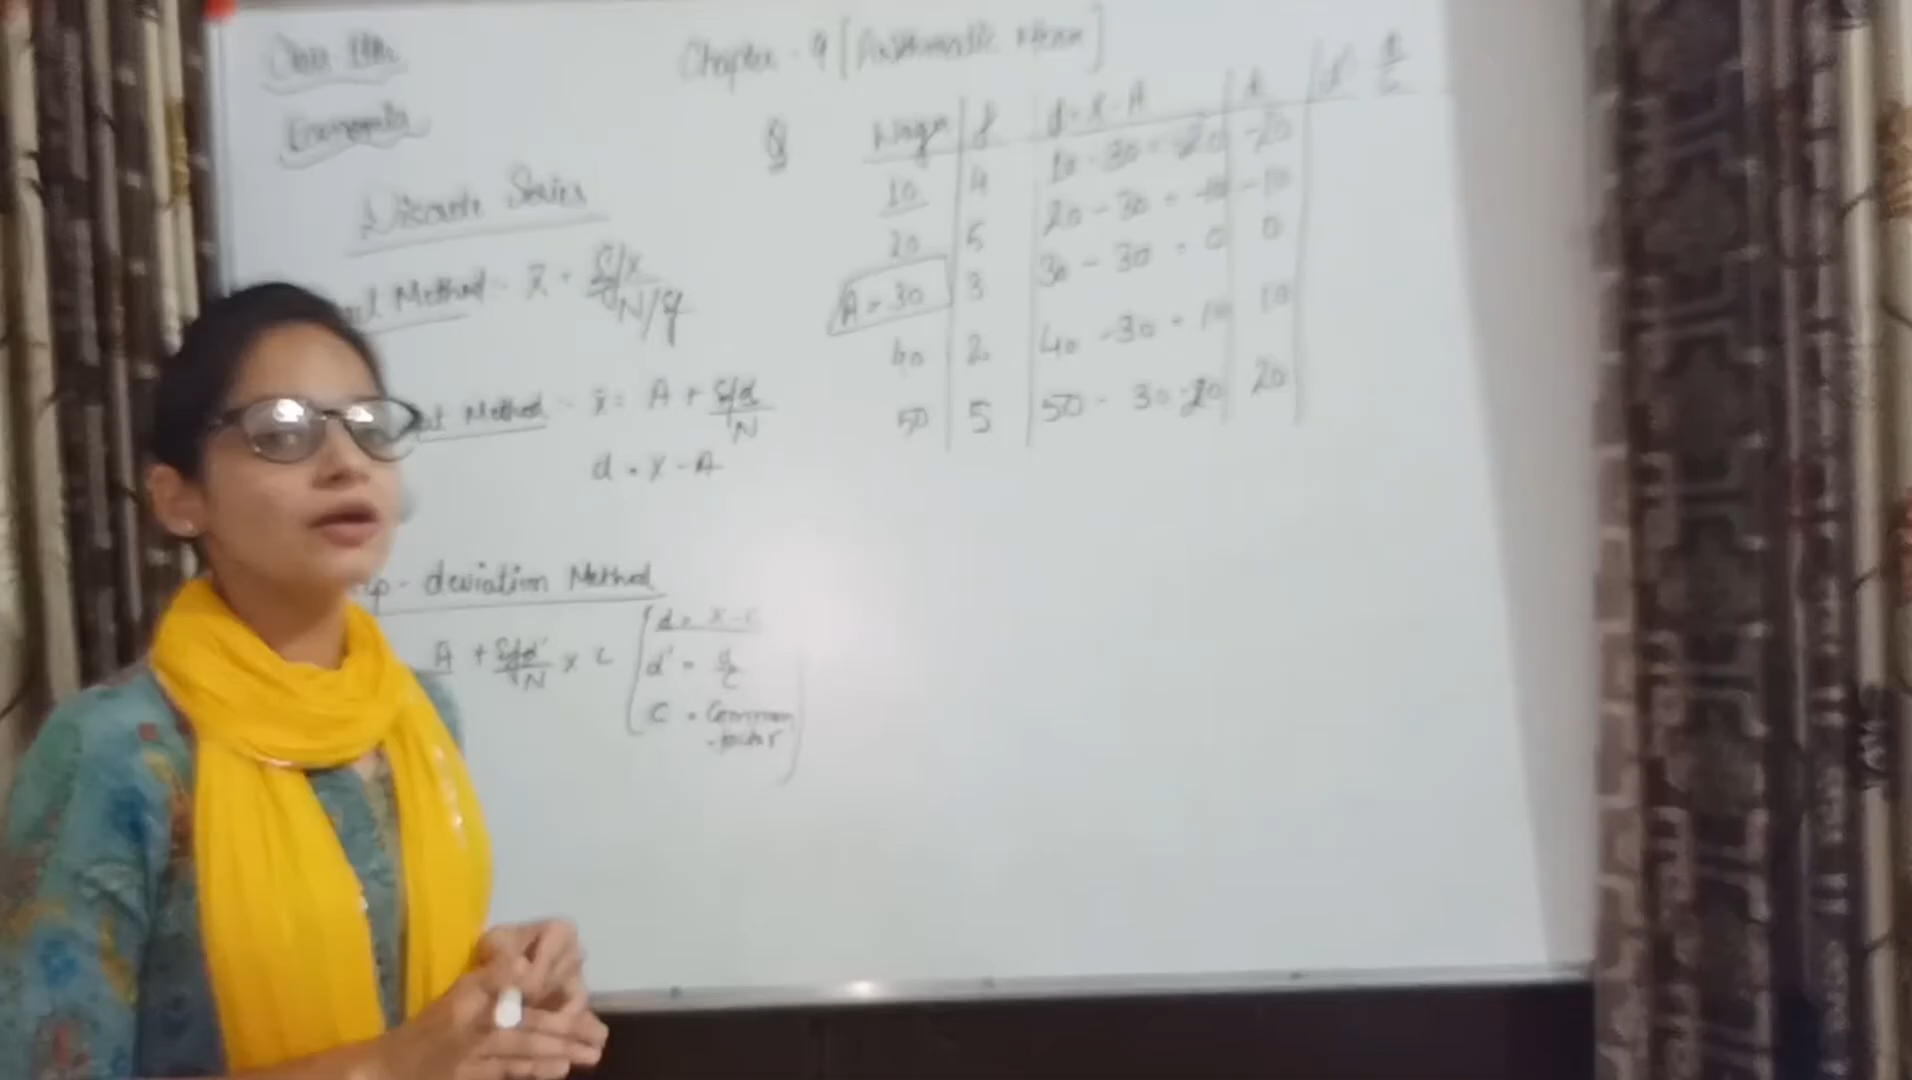 Class 11th
Economics
Chapter - 9 [Arithmetic Mean]
Discrete Series
Method - x̄ = Σfx / N/Σf
Method - x̄ = A + Σfd / N
d = x - A
- deviation Method
A + Σfd' / N x C
d = x -
d' = d / c
C = Common
factor
Q
Wages | f | d = X - A | d | d' d / c
10 | 4 | 10 - 30 = -20 | -20
20 | 5 | 20 - 30 = -10 | -10
A = 30 | 3 | 30 - 30 = 0 | 0
40 | 2 | 40 - 30 = 10 | 10
50 | 5 | 50 - 30 = 20 | 20